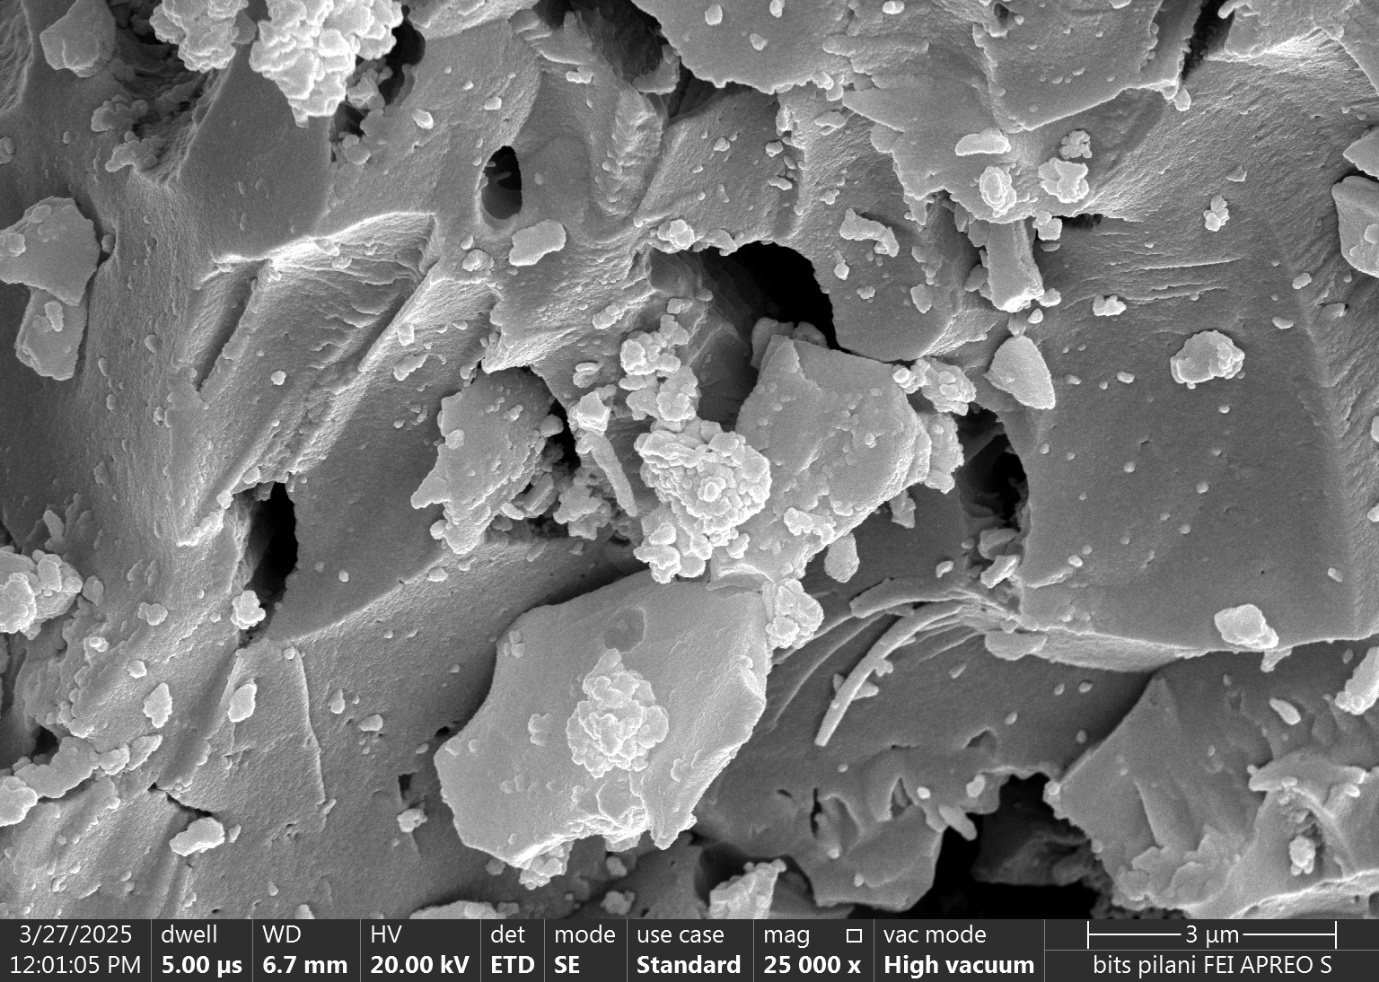 3/27/2025 dwell WD HV det mode use case mag vac mode 3 µm
12:01:05 PM 5.00 µs 6.7 mm 20.00 kV ETD SE Standard 25 000 x High vacuum bits pilani FEI APREO S